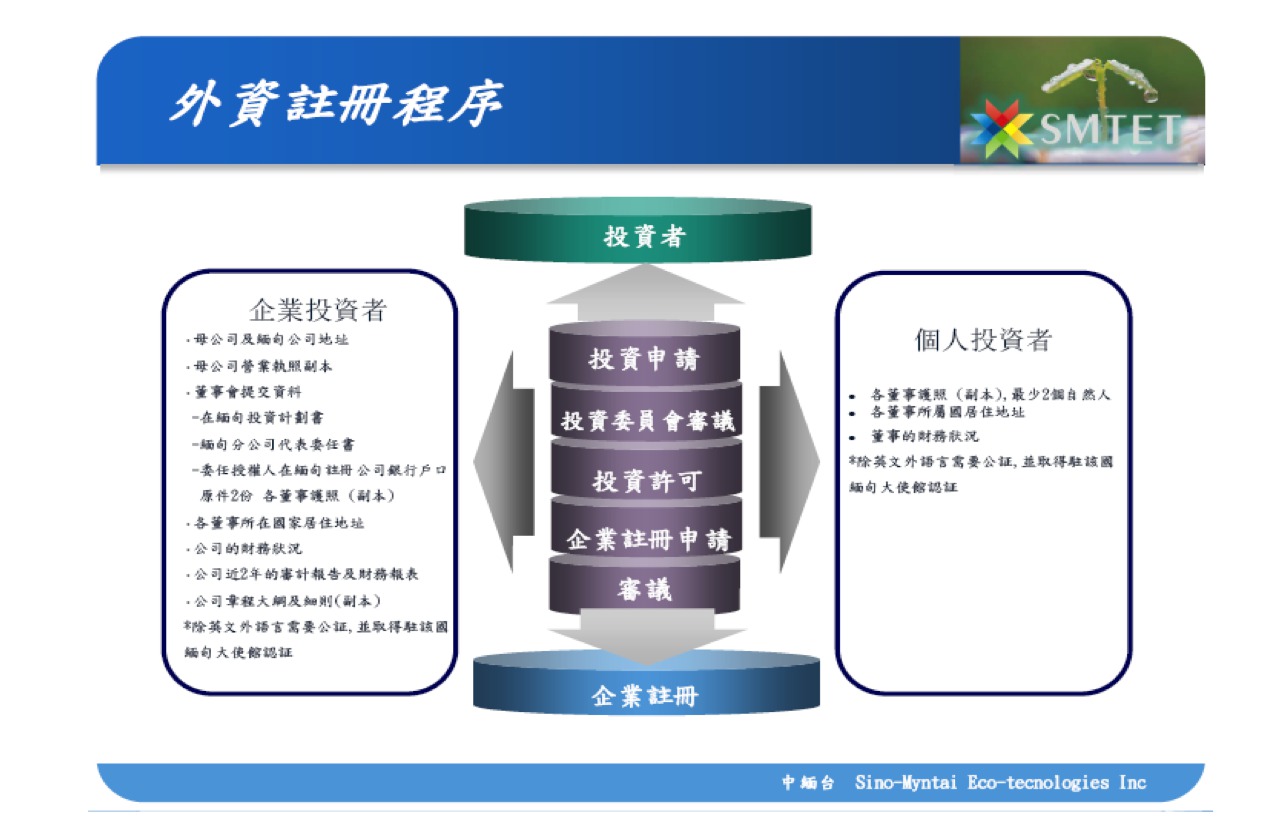 外資註冊程序
SMTET
投資者
企業投資者
·母公司及緬甸公司地址
·母公司營業執照副本
·董事會提交資料
-在緬甸投資計劃書
-緬甸分公司代表委任書
-委任授權人在緬甸註冊公司銀行戶口
原件2份 各董事護照（副本）
·各董事所在國家居住地址
·公司的財務狀況
·公司近2年的審計報告及財務報表
·公司章程大綱及細則(副本)
*除英文外語言需要公証,並取得駐該國
緬甸大使館認証
投資申請
投資委員會審議
投資許可
企業註冊申請
審議
企業註冊
個人投資者
• 各董事護照（副本）,最少2個自然人
• 各董事所屬國居住地址
• 董事的財務狀況
*除英文外語言需要公証,並取得駐該國
緬甸大使館認証
中緬台 Sino-Myntai Eco-tecnologies Inc